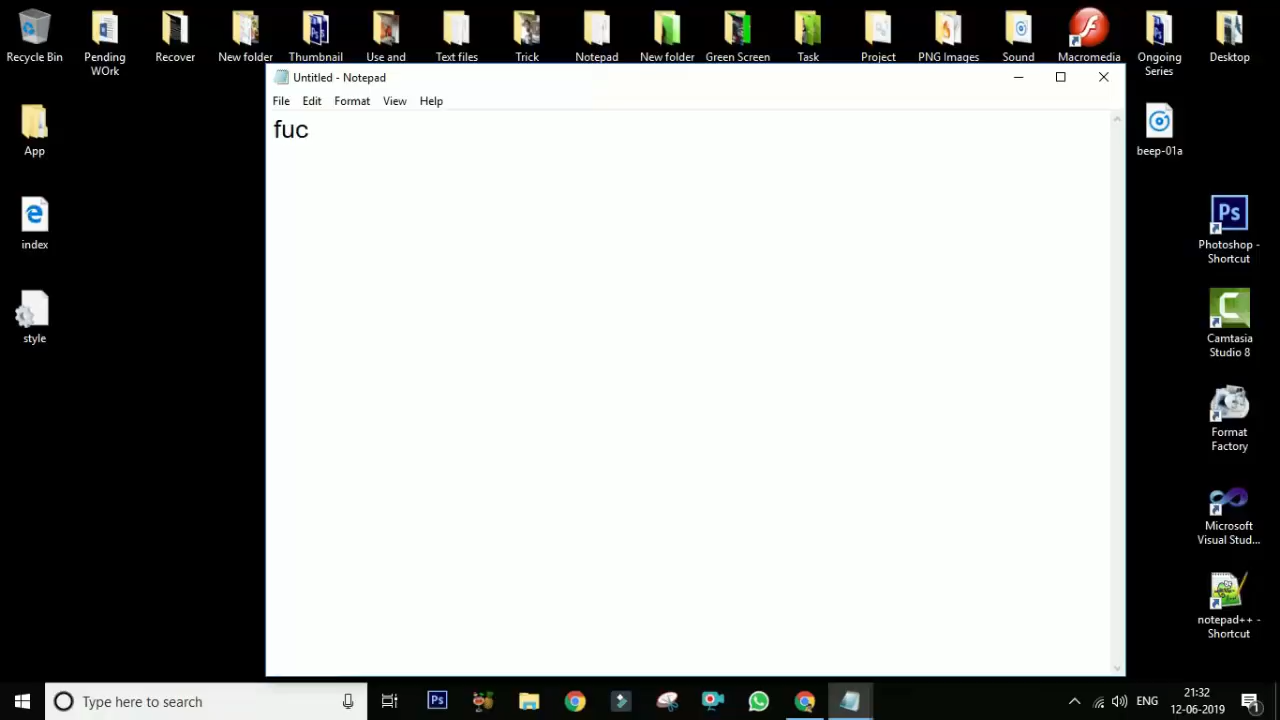 Recycle Bin
Pending WOrk
Recover
New folder
Thumbnail
Use and
Text files
Trick
Notepad
New folder
Green Screen
Task
Project
PNG Images
Sound
Macromedia
Ongoing Series
Desktop
Untitled - Notepad
File Edit Format View Help
fuc
App
index
style
beep-01a
Ps
Photoshop - Shortcut
Camtasia Studio 8
Format Factory
Microsoft Visual Stud...
notepad++ - Shortcut
Type here to search
Ps
ENG
21:32
12-06-2019
1